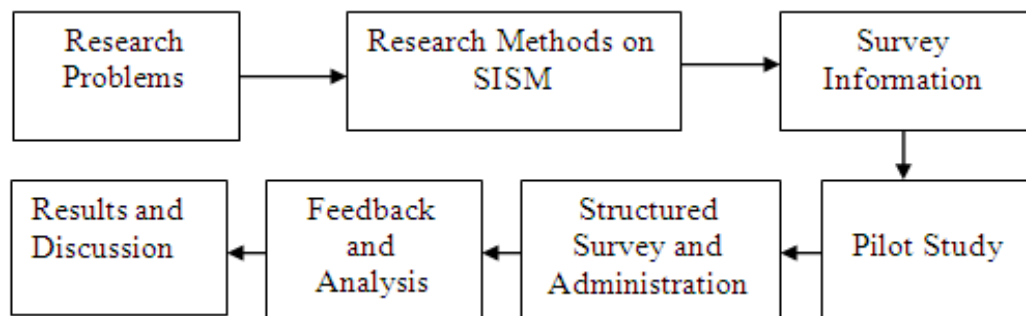 Research
Problems
Research Methods on
SISM
Survey
Information
Results and
Discussion
Feedback
and
Analysis
Structured
Survey and
Administration
Pilot Study